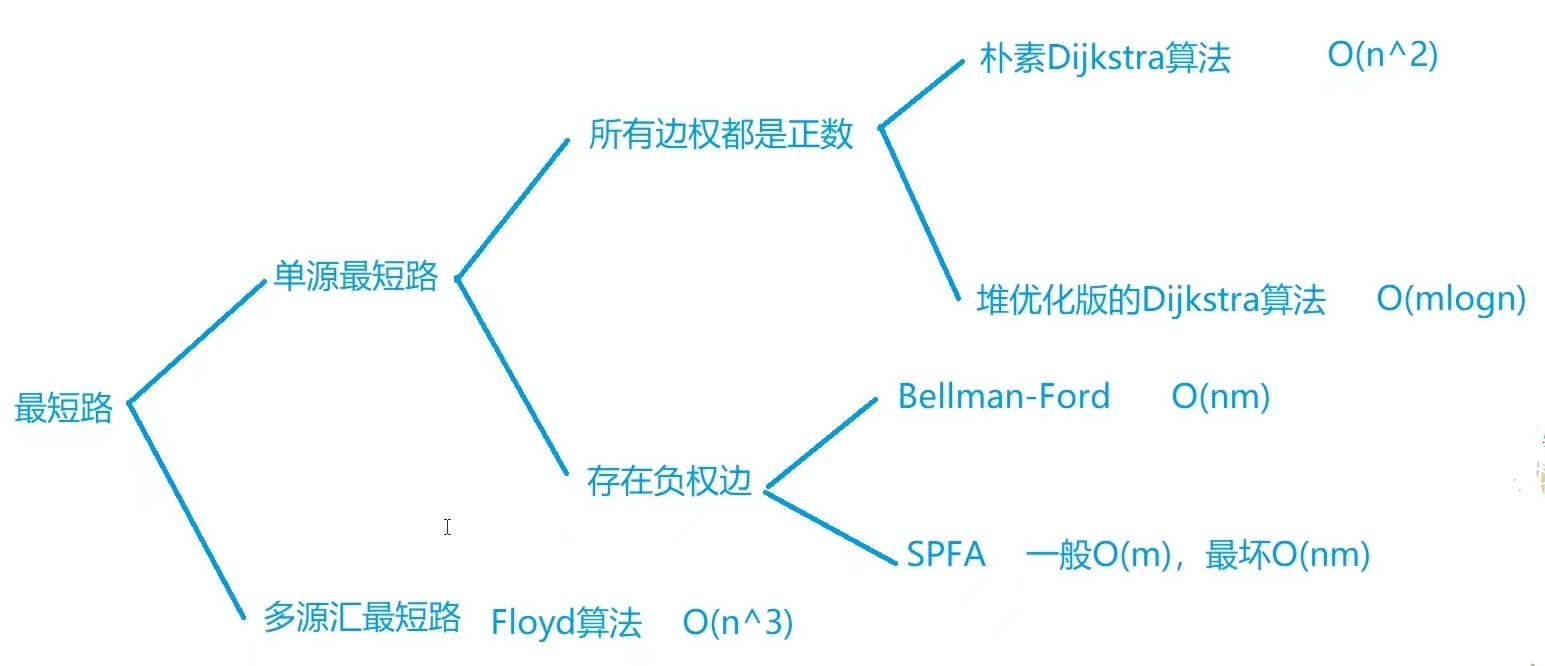 朴素Dijkstra算法 O(n^2)
所有边权都是正数
单源最短路
堆优化版的Dijkstra算法 O(mlogn)
最短路
Bellman-Ford O(nm)
存在负权边
SPFA 一般O(m)，最坏O(nm)
多源汇最短路 Floyd算法 O(n^3)